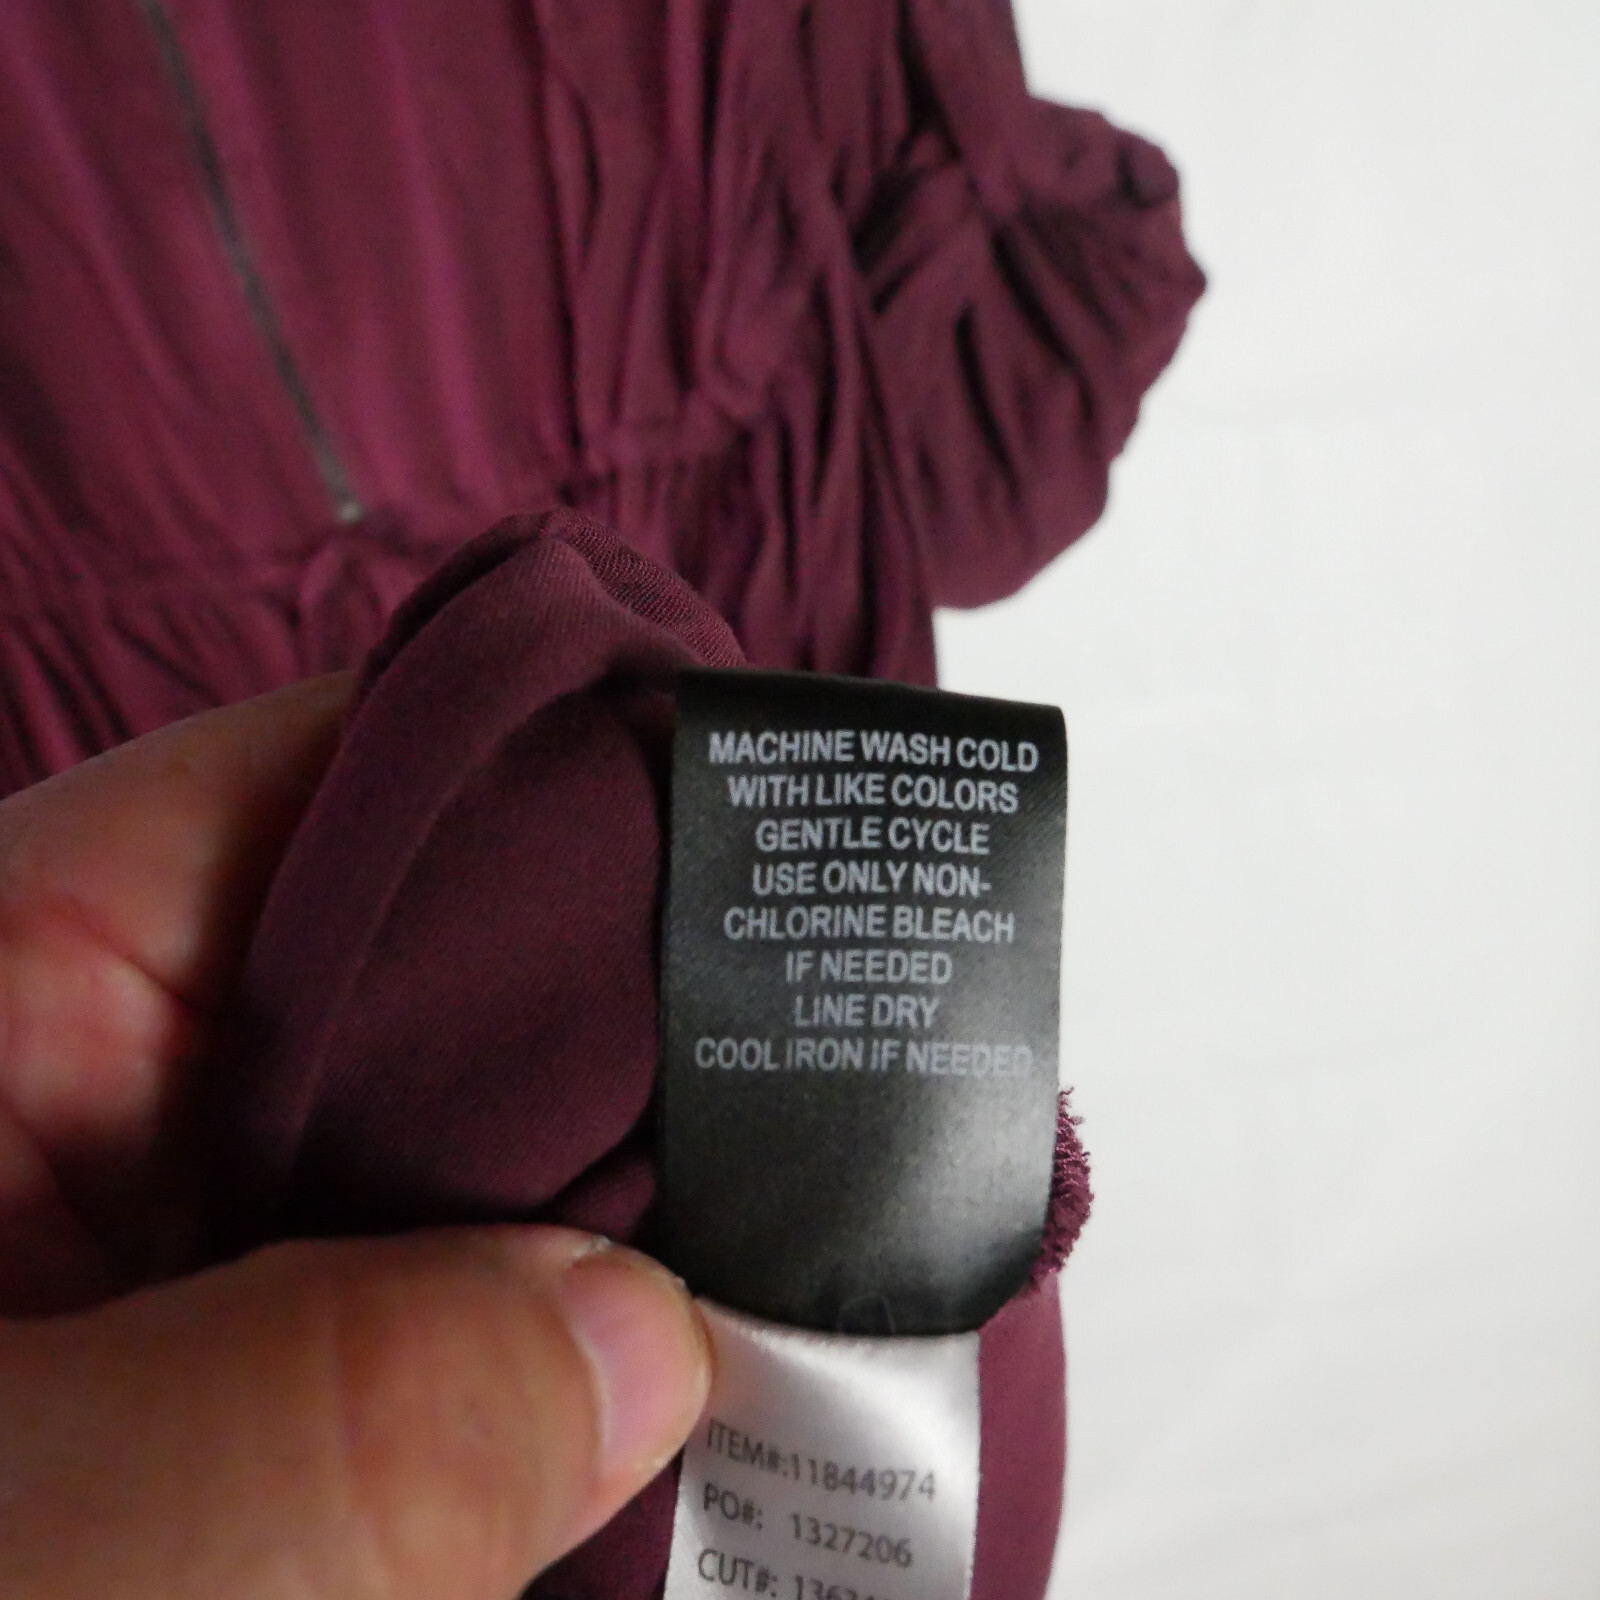 MACHINE WASH COLD
WITH LIKE COLORS
GENTLE CYCLE
USE ONLY NON-
CHLORINE BLEACH
IF NEEDED
LINE DRY
COOL IRON IF NEEDED
ITEM#:11844974
PO#: 1327206
CUT#: